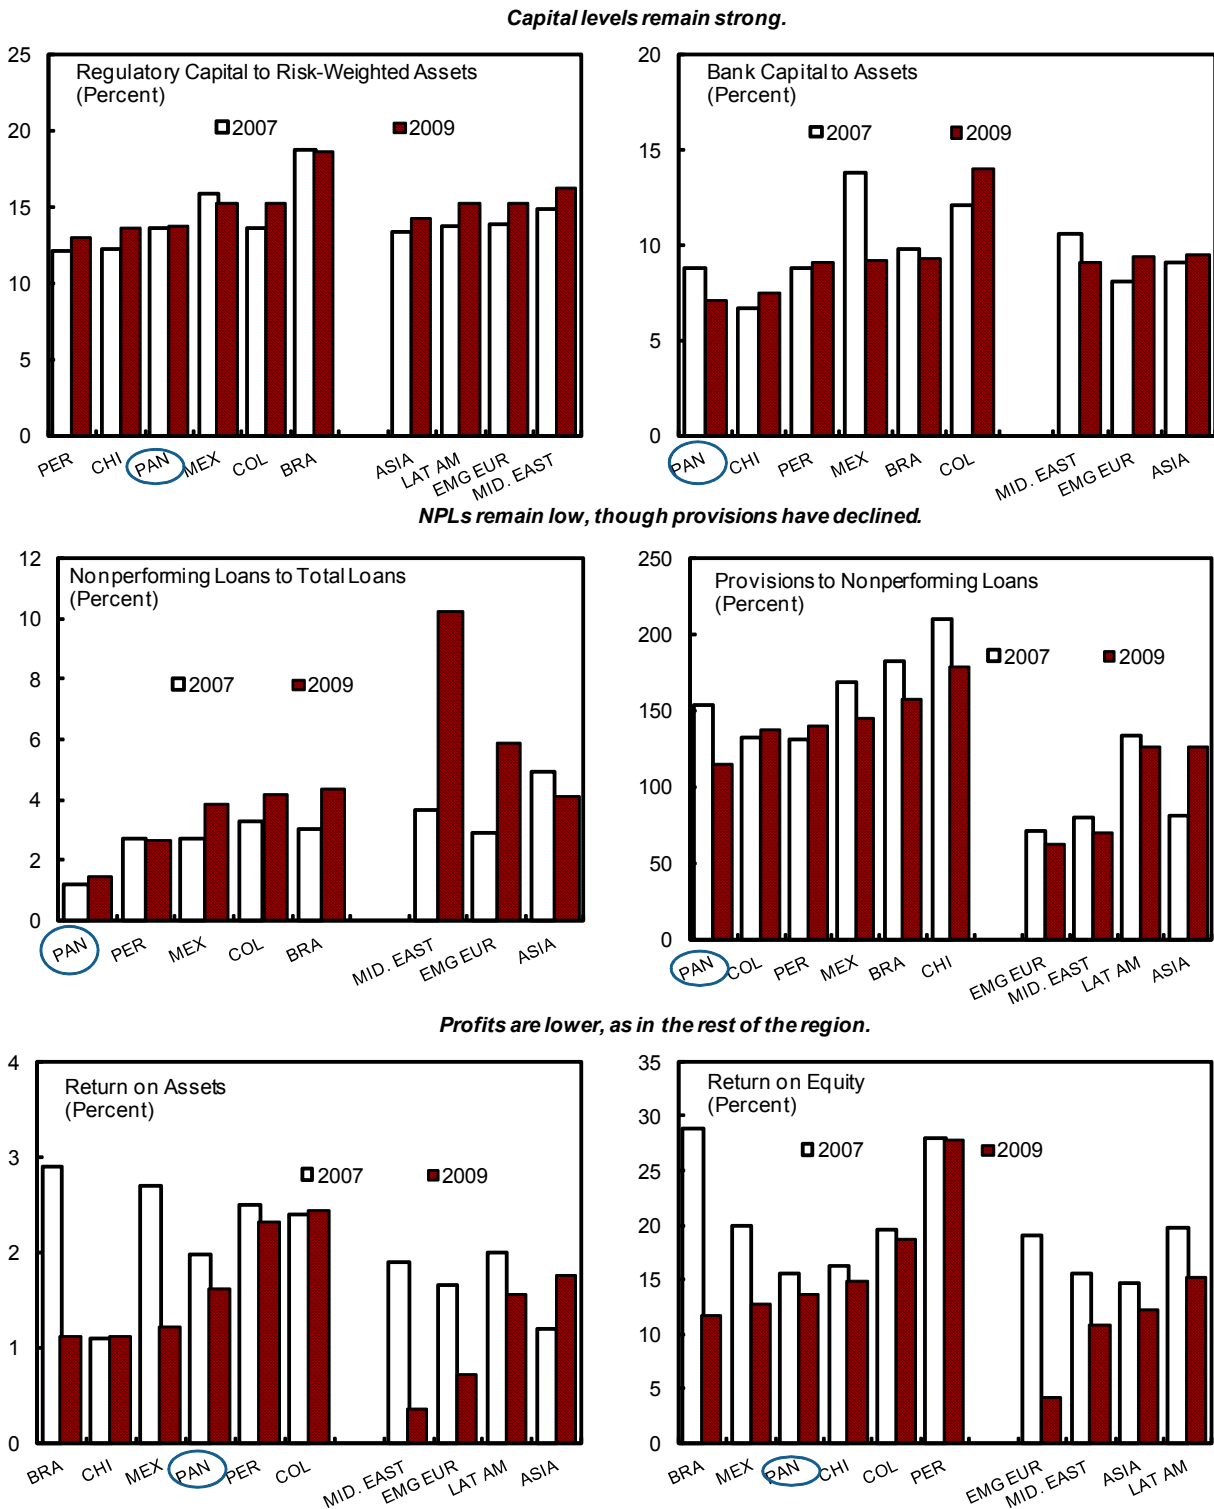 Capital levels remain strong.
25
20
15
10
5
0
Regulatory Capital to Risk-Weighted Assets
(Percent)
2007
2009
PER
CHI
PAN
MEX
COL
BRA
ASIA
LAT AM
EMG EUR
MID. EAST
20
15
10
5
0
Bank Capital to Assets
(Percent)
2007
2009
PAN
CHI
PER
MEX
BRA
COL
MID. EAST
EMG EUR
ASIA
NPLs remain low, though provisions have declined.
12
10
8
6
4
2
0
Nonperforming Loans to Total Loans
(Percent)
2007
2009
PAN
PER
MEX
COL
BRA
MID. EAST
EMG EUR
ASIA
250
200
150
100
50
0
Provisions to Nonperforming Loans
(Percent)
2007
2009
PAN
COL
PER
MEX
BRA
CHI
EMG EUR
MID. EAST
LAT AM
ASIA
Profits are lower, as in the rest of the region.
4
3
2
1
0
Return on Assets
(Percent)
2007
2009
BRA
CHI
MEX
PAN
PER
COL
MID. EAST
EMG EUR
LAT AM
ASIA
35
30
25
20
15
10
5
0
Return on Equity
(Percent)
2007
2009
BRA
MEX
PAN
CHI
COL
PER
EMG EUR
MID. EAST
ASIA
LAT AM